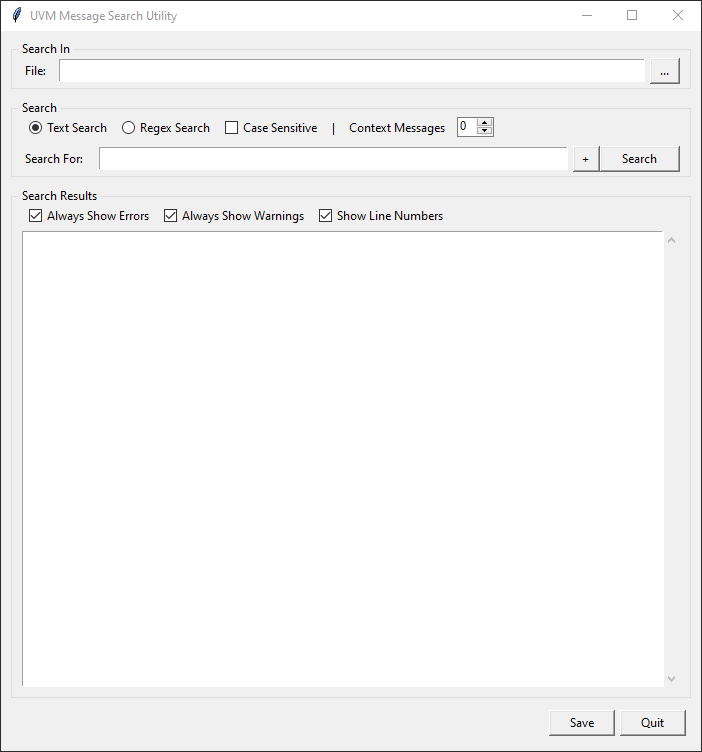 UVM Message Search Utility
Search In
File: ...
Search
Text Search Regex Search Case Sensitive | Context Messages 0
Search For: + Search
Search Results
Always Show Errors Always Show Warnings Show Line Numbers
Save Quit